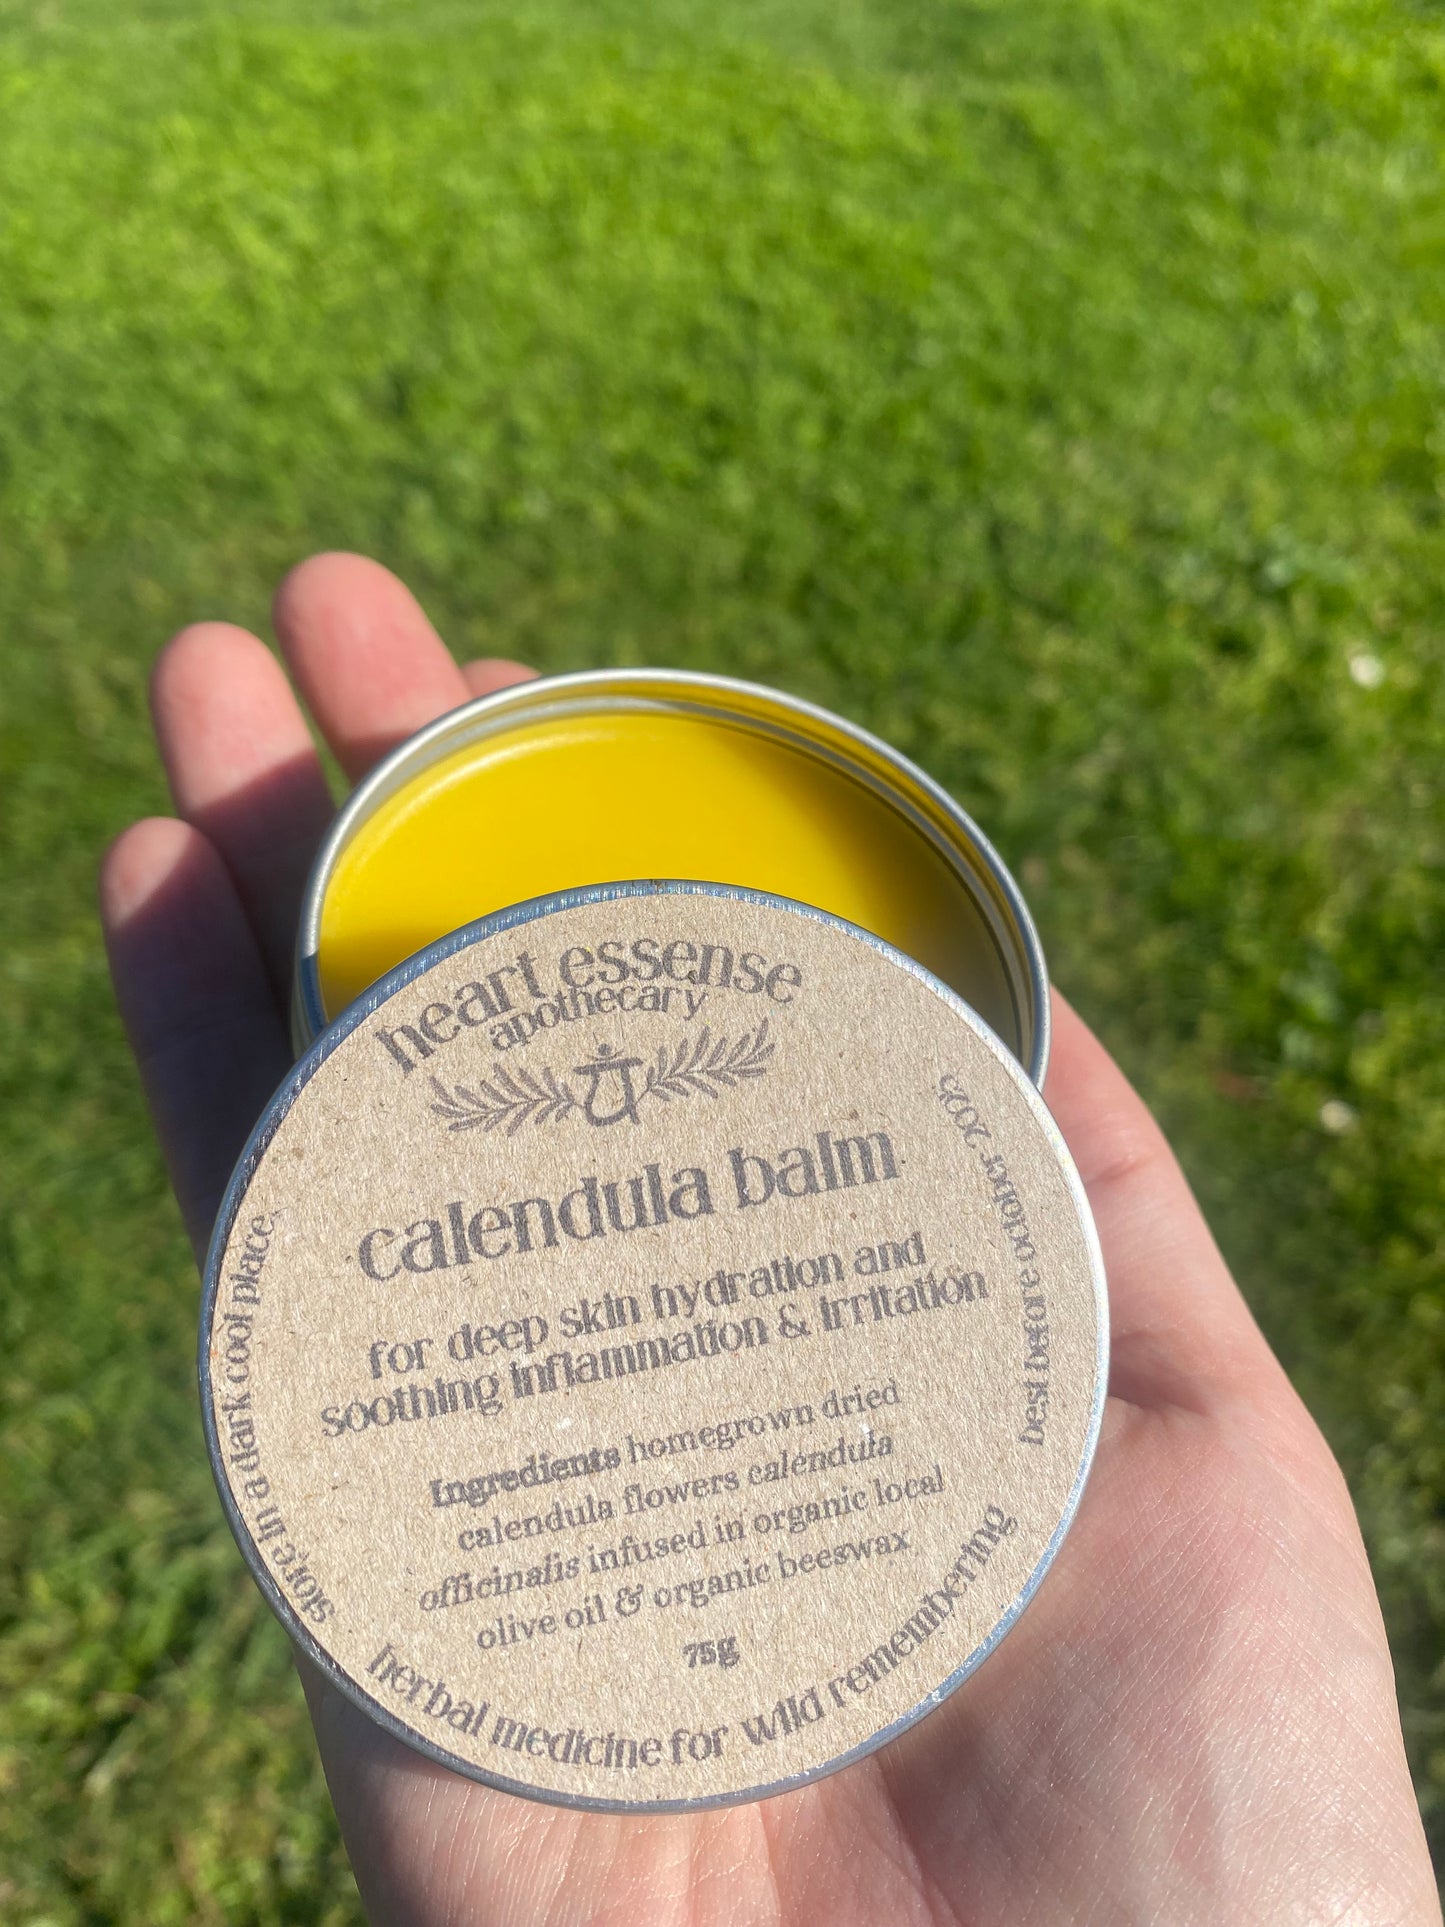 heart essense
apothecary
calendula balm
for deep skin hydration and
soothing inflammation & irritation
Ingredients homegrown dried
calendula flowers calendula
officinalis infused in organic local
olive oil & organic beeswax
75g
herbal medicine for wild remembering
store in a dark cool place.
best before october 2025